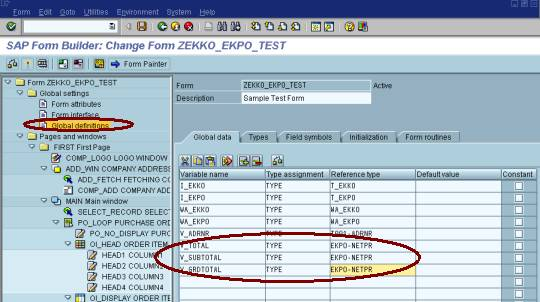 Form Edit Goto Utilities Environment System Help
SAP Form Builder: Change Form ZEKKO_EKPO_TEST
Form Painter
Form ZEKKO_EKPO_TEST
Global settings
Form attributes
Form interface
Global definitions
Pages and windows
FIRST First Page
COMP_LOGO LOGO WINDOW
ADD_WIN COMPANY ADDRESS
ADD_FETCH FETCHING CO
COMP_ADD COMPANY ADD
MAIN Main window
SELECT_RECORD SELECT
PO_LOOP PURCHASE ORD
PO_NO_DISPLAY PURC
OI_HEAD ORDER ITEM
HEAD1 COLUMN1
HEAD2 COLUMN2
HEAD3 COLUMN3
HEAD4 COLUMN4
OI_DISPLAY ORDER ITE
Form ZEKKO_EKPO_TEST Active
Description Sample Test Form
Global data Types Field symbols Initialization Form routines
Variable name Type assignment Reference type Default value Constant
I_EKKO TYPE T_EKKO
I_EKPO TYPE T_EKPO
WA_EKKO TYPE WA_EKKO
WA_EKPO TYPE WA_EKPO
V_ADRNR TYPE T001-ADRNR
V_TOTAL TYPE EKPO-NETPR
V_SUBTOTAL TYPE EKPO-NETPR
V_GRDTOTAL TYPE EKPO-NETPR